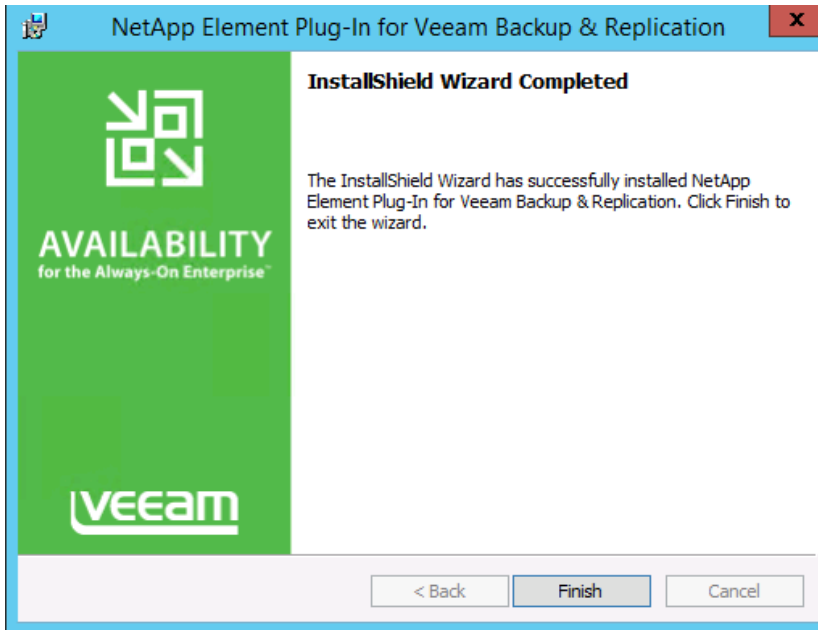 NetApp Element Plug-In for Veeam Backup & Replication
x
InstallShield Wizard Completed
The InstallShield Wizard has successfully installed NetApp
Element Plug-In for Veeam Backup & Replication. Click Finish to
exit the wizard.
AVAILABILITY
for the Always-On Enterprise™
veeam
< Back
Finish
Cancel